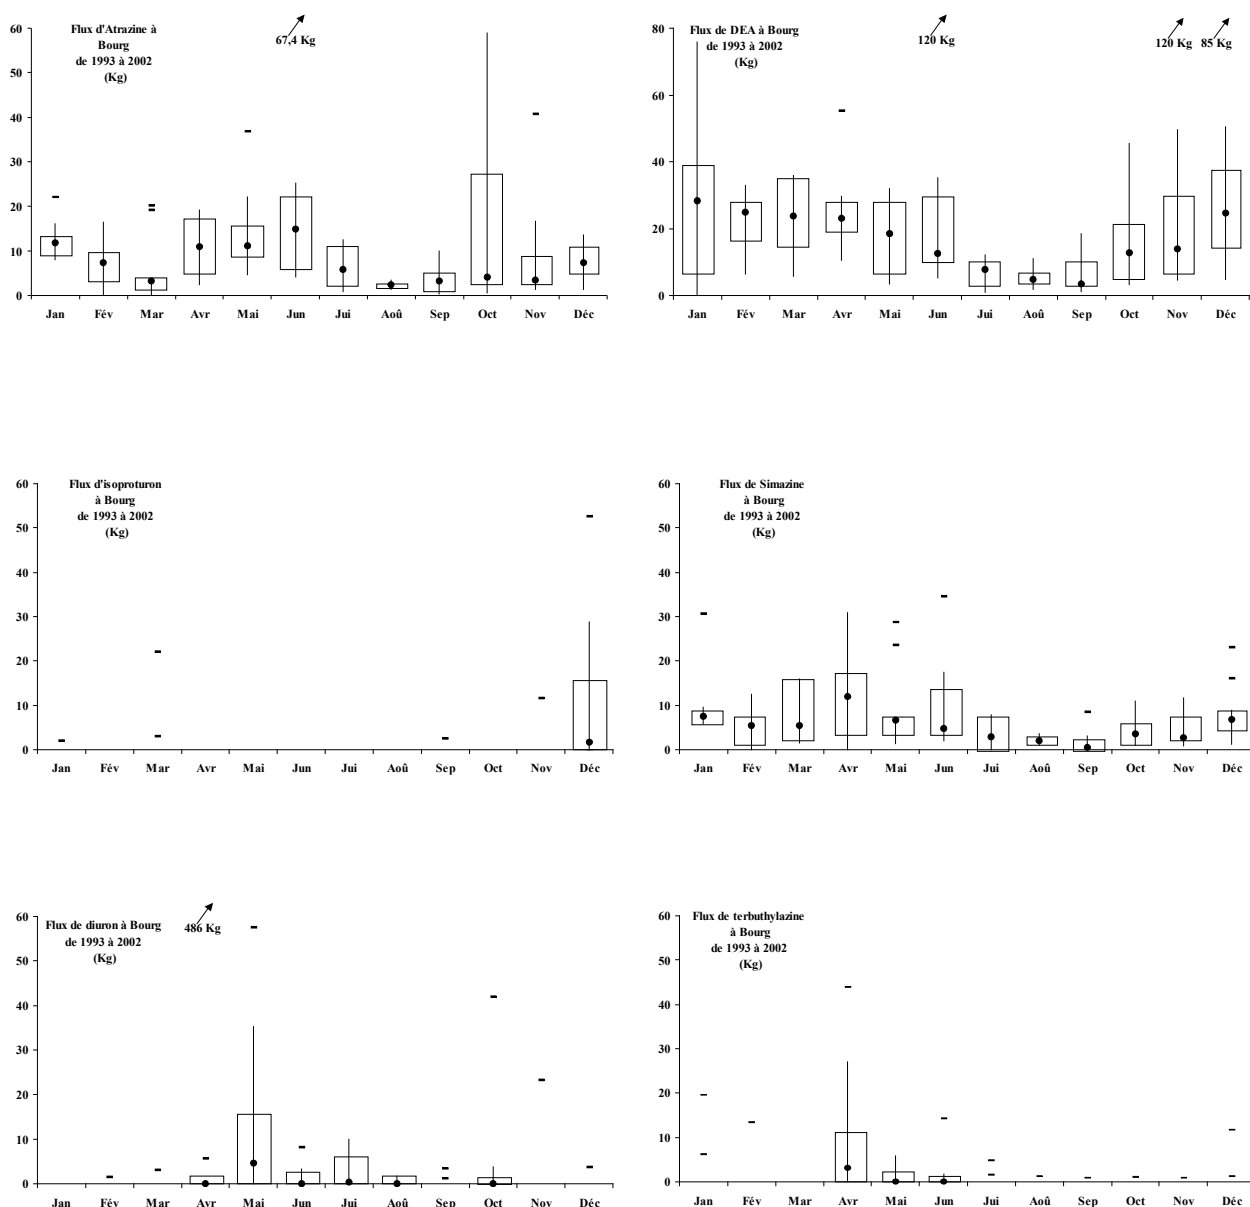 Flux d'Atrazine à
Bourg
de 1993 à 2002
(Kg)
67,4 Kg
60
50
40
30
20
10
0
Jan Fév Mar Avr Mai Jun Jui Aoû Sep Oct Nov Déc
Flux de DEA à Bourg
de 1993 à 2002
(Kg)
120 Kg
120 Kg
85 Kg
80
60
40
20
0
Jan Fév Mar Avr Mai Jun Jui Aoû Sep Oct Nov Déc
Flux d'isoproturon
à Bourg
de 1993 à 2002
(Kg)
60
50
40
30
20
10
0
Jan Fév Mar Avr Mai Jun Jui Aoû Sep Oct Nov Déc
Flux de Simazine
à Bourg
de 1993 à 2002
(Kg)
60
50
40
30
20
10
0
Jan Fév Mar Avr Mai Jun Jui Aoû Sep Oct Nov Déc
Flux de diuron à Bourg
de 1993 à 2002
(Kg)
486 Kg
60
50
40
30
20
10
0
Jan Fév Mar Avr Mai Jun Jui Aoû Sep Oct Nov Déc
Flux de terbuthylazine
à Bourg
de 1993 à 2002
(Kg)
60
50
40
30
20
10
0
Jan Fév Mar Avr Mai Jun Jui Aoû Sep Oct Nov Déc